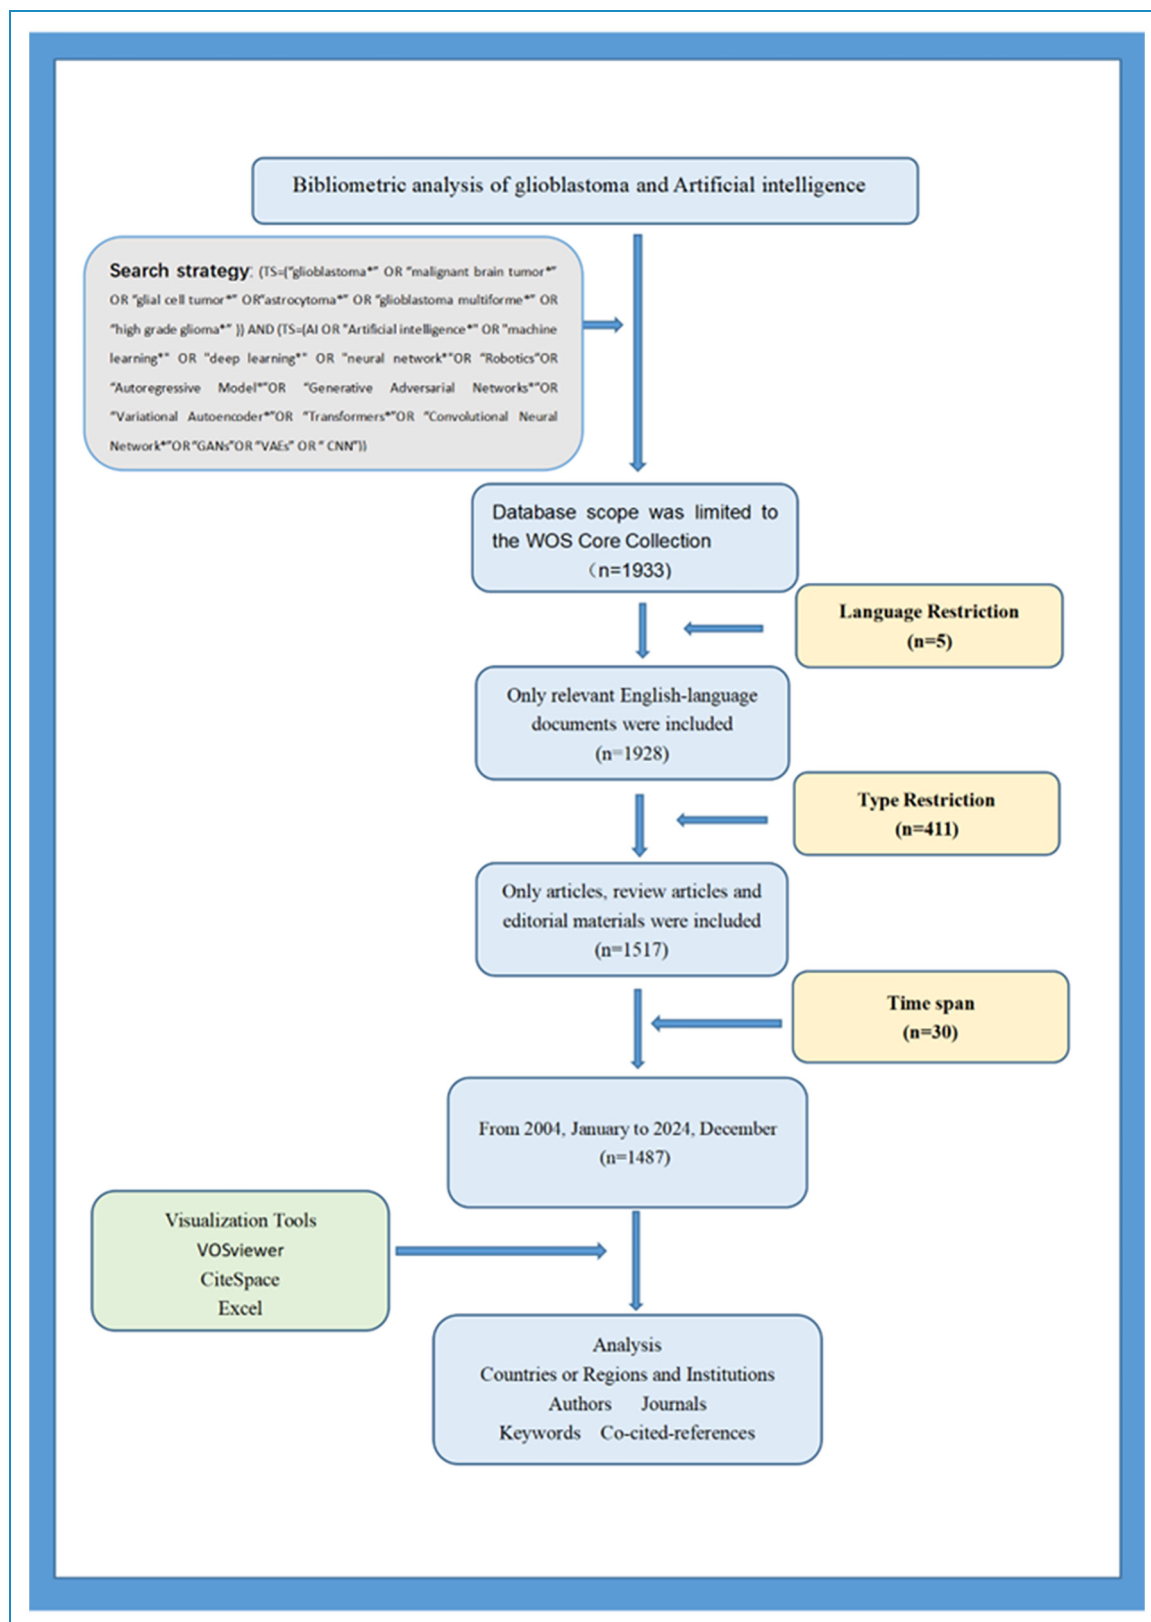 Bibliometric analysis of glioblastoma and Artificial intelligence
Search strategy: (TS=("glioblastoma*" OR "malignant brain tumor*"
OR "glial cell tumor*" OR"astrocytoma*" OR "glioblastoma multiforme*" OR
"high grade glioma*" )) AND (TS=(AI OR "Artificial intelligence*" OR "machine
learning*" OR "deep learning*" OR "neural network*"OR "Robotics"OR
"Autoregressive Model*"OR "Generative Adversarial Networks*"OR
"Variational Autoencoder*"OR "Transformers*"OR "Convolutional Neural
Network*"OR"GANs"OR "VAEs" OR " CNN"))
Database scope was limited to
the WOS Core Collection
（n=1933)
Language Restriction
(n=5)
Only relevant English-language
documents were included
(n=1928)
Type Restriction
(n=411)
Only articles, review articles and
editorial materials were included
(n=1517)
Time span
(n=30)
From 2004, January to 2024, December
(n=1487)
Visualization Tools
VOSviewer
CiteSpace
Excel
Analysis
Countries or Regions and Institutions
Authors Journals
Keywords Co-cited-references